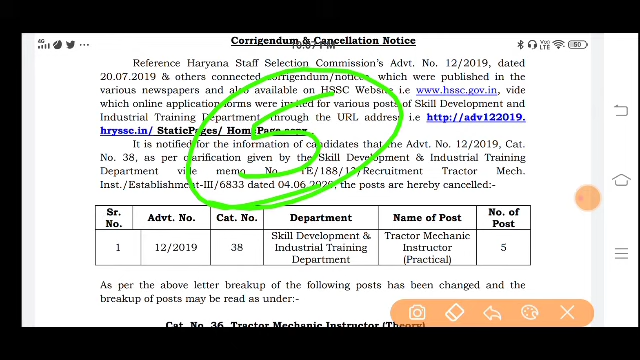 Corrigendum & Cancellation Notice
4G
VO
LTE
50
Reference Haryana Staff Selection Commission's Advt. No. 12/2019, dated
20.07.2019 & others connected corrigendum/notices, which were published in
the various newspapers and also available on HSSC Website i.e www.hssc.gov.in,
vide which online application forms were invited for various posts of Skill Development and
Industrial Training Department through the URL address i.e http://adv122019.
hryssc.in/ StaticPages/ HomePage.aspx.
It is notified for the information of candidates that the Advt. No. 12/2019, Cat.
No. 38, as per clarification given by the Skill Development & Industrial Training
Department vide memo No. TE/188/12/Recruitment Tractor Mech.
Inst./Establishment-III/6833 dated 04.06.2020, the posts are hereby cancelled:-
Sr. No. Advt. No. Cat. No. Department Name of Post No. of Post
1 12/2019 38 Skill Development & Industrial Training Department Tractor Mechanic Instructor (Practical) 5
As per the above letter breakup of the following posts has been changed and the
breakup of posts may be read as under:-
Cat. No. 36, Tractor Mechanic Instructor (Theory)